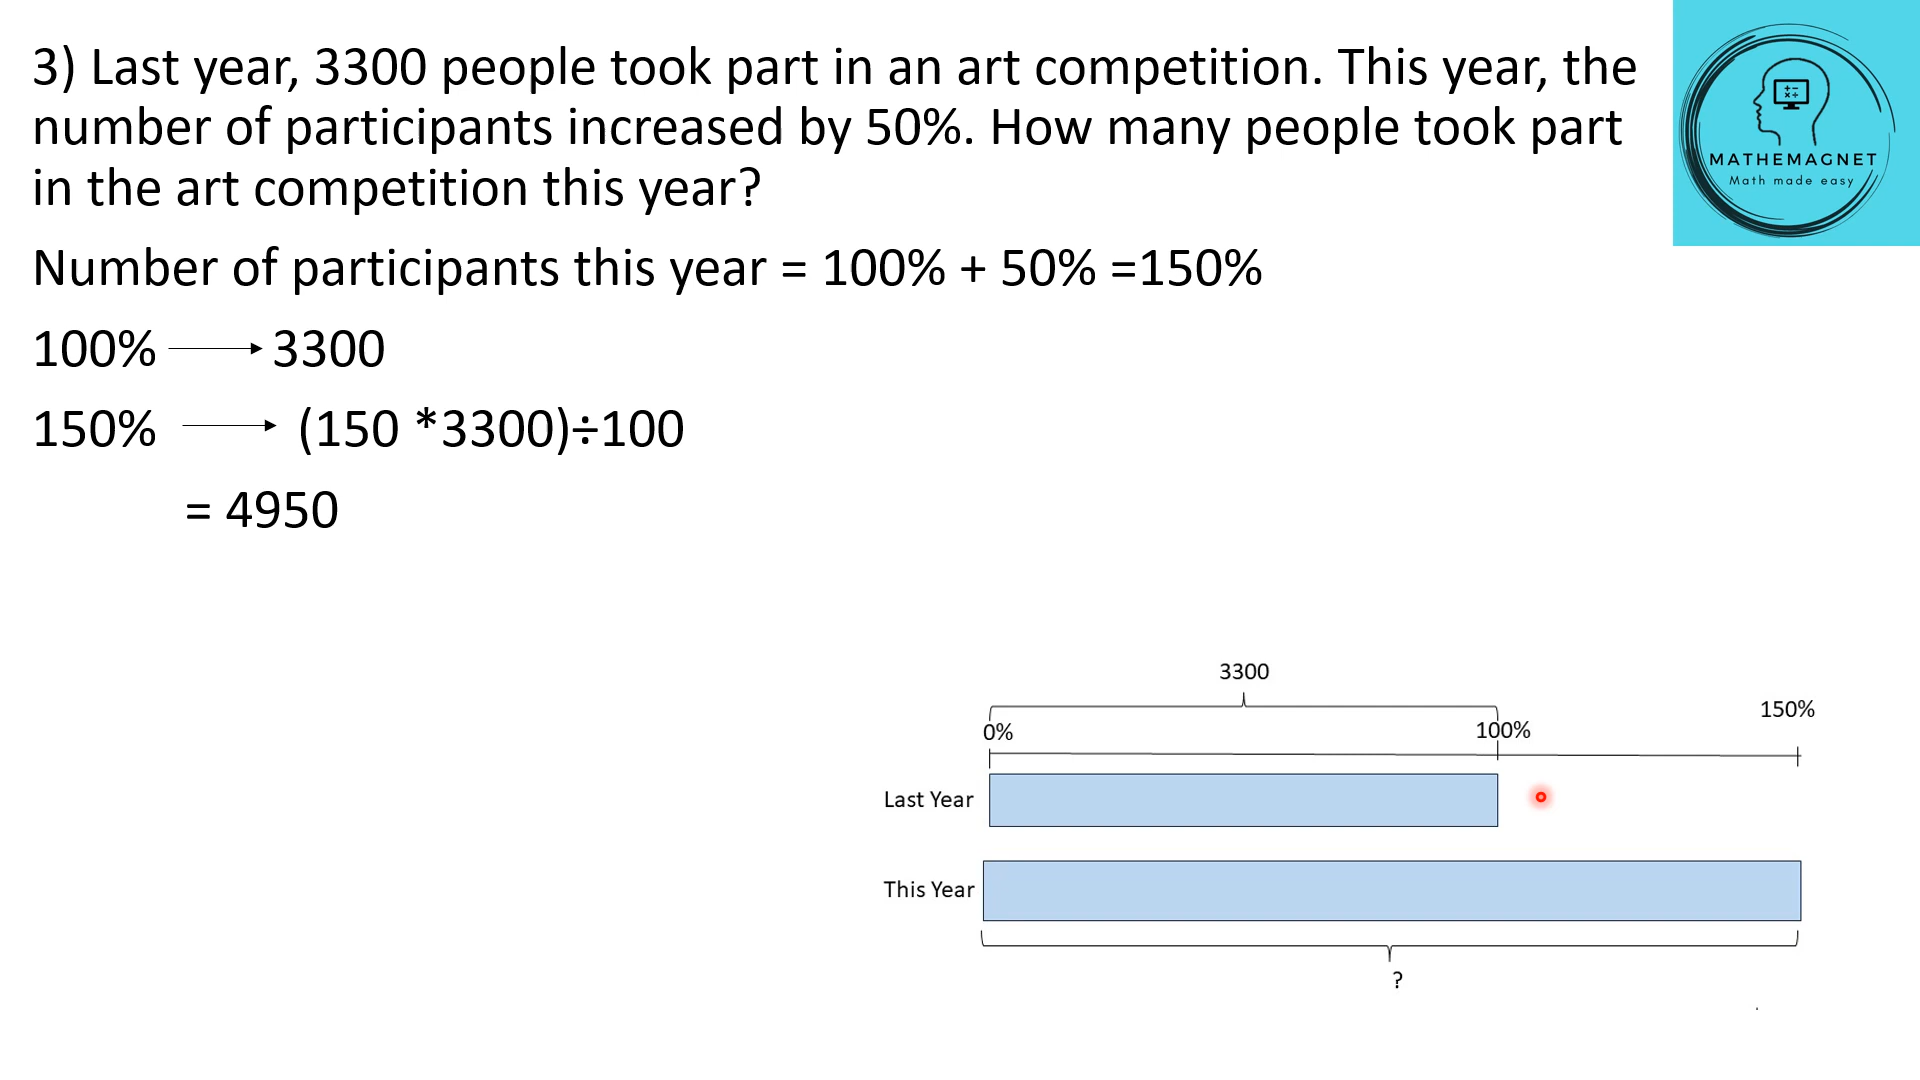 3) Last year, 3300 people took part in an art competition. This year, the
number of participants increased by 50%. How many people took part
in the art competition this year?
MATHEMAGNET
Math made easy
Number of participants this year = 100% + 50% =150%
100% → 3300
150% → (150 *3300)÷100
= 4950
3300
0%
100%
150%
Last Year
This Year
?